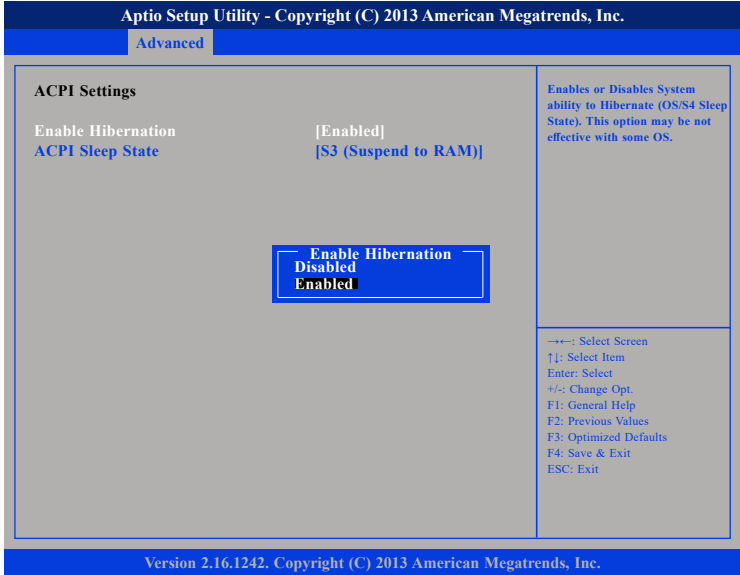 Aptio Setup Utility - Copyright (C) 2013 American Megatrends, Inc.
Advanced
ACPI Settings
Enable Hibernation [Enabled]
ACPI Sleep State [S3 (Suspend to RAM)]
Enable Hibernation
Disabled
Enabled
Enables or Disables System
ability to Hibernate (OS/S4 Sleep
State). This option may be not
effective with some OS.
→←: Select Screen
↑↓: Select Item
Enter: Select
+/-: Change Opt.
F1: General Help
F2: Previous Values
F3: Optimized Defaults
F4: Save & Exit
ESC: Exit
Version 2.16.1242. Copyright (C) 2013 American Megatrends, Inc.